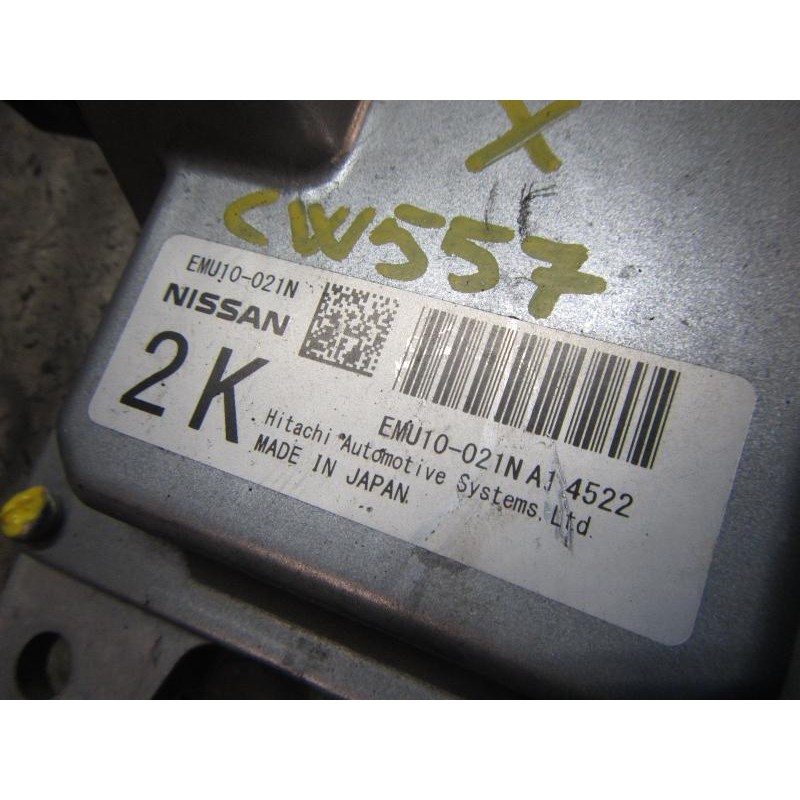 X
CW557
EMU10-021N
NISSAN
2K
EMU10-021N A1 4522
Hitachi Automotive Systems,Ltd.
MADE IN JAPAN.